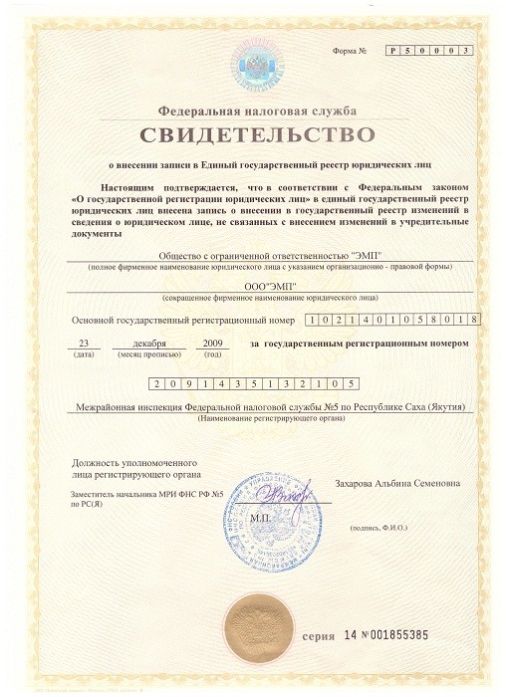 Форма № Р50003
Федеральная налоговая служба
СВИДЕТЕЛЬСТВО
о внесении записи в Единый государственный реестр юридических лиц
Настоящим подтверждается, что в соответствии с Федеральным законом
«О государственной регистрации юридических лиц» в единый государственный реестр
юридических лиц внесена запись о внесении в государственный реестр изменений в
сведения о юридическом лице, не связанных с внесением изменений в учредительные
документы
Общество с ограниченной ответственностью "ЭМП"
(полное фирменное наименование юридического лица с указанием организационно - правовой формы)
ООО"ЭМП"
(сокращенное фирменное наименование юридического лица)
Основной государственный регистрационный номер 1021401058018
23 декабря 2009 за государственным регистрационным номером
(дата) (месяц прописью) (год)
2091435132105
Межрайонная инспекция Федеральной налоговой службы №5 по Республике Саха (Якутия)
(Наименование регистрирующего органа)
Должность уполномоченного
лица регистрирующего органа
Захарова Альбина Семеновна
Заместитель начальника МРИ ФНС РФ №5
по РС(Я)
М.П.
(подпись, Ф.И.О.)
серия 14 №001855385